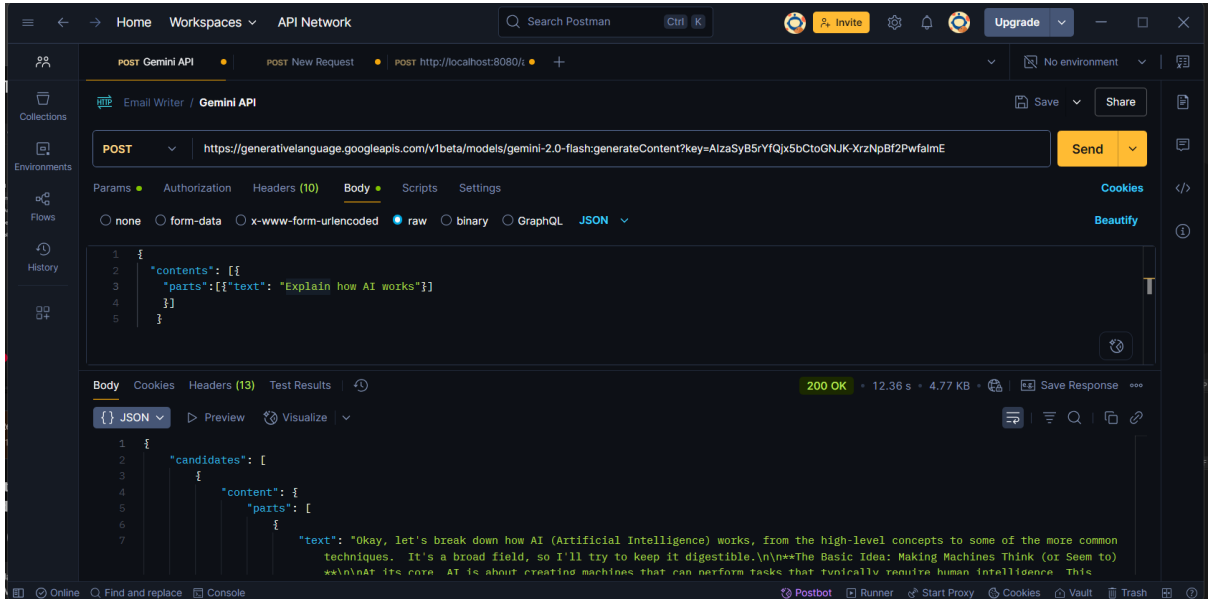 Home Workspaces API Network Search Postman Ctrl K Invite Upgrade
POST Gemini API POST New Request POST http://localhost:8080/a No environment
Collections
Environments
Flows
History
HTTP Email Writer / Gemini API Save Share
POST https://generativelanguage.googleapis.com/v1beta/models/gemini-2.0-flash:generateContent?key=[API key] Send
Params Authorization Headers (10) Body Scripts Settings Cookies
none form-data x-www-form-urlencoded raw binary GraphQL JSON Beautify
1 {
2 "contents": [{
3 "parts":[{"text": "Explain how AI works"}]
4 }]
5 }
Body Cookies Headers (13) Test Results 200 OK 12.36 s 4.77 KB Save Response
{} JSON Preview Visualize
1 {
2 "candidates": [
3 {
4 "content": {
5 "parts": [
6 {
7 "text": "Okay, let's break down how AI (Artificial Intelligence) works, from the high-level concepts to some of the more common
techniques. It's a broad field, so I'll try to keep it digestible.\n\n**The Basic Idea: Making Machines Think (or Seem to)
**\n\nAt its core, AI is about creating machines that can perform tasks that typically require human intelligence. This
Online Find and replace Console Postbot Runner Start Proxy Cookies Vault Trash